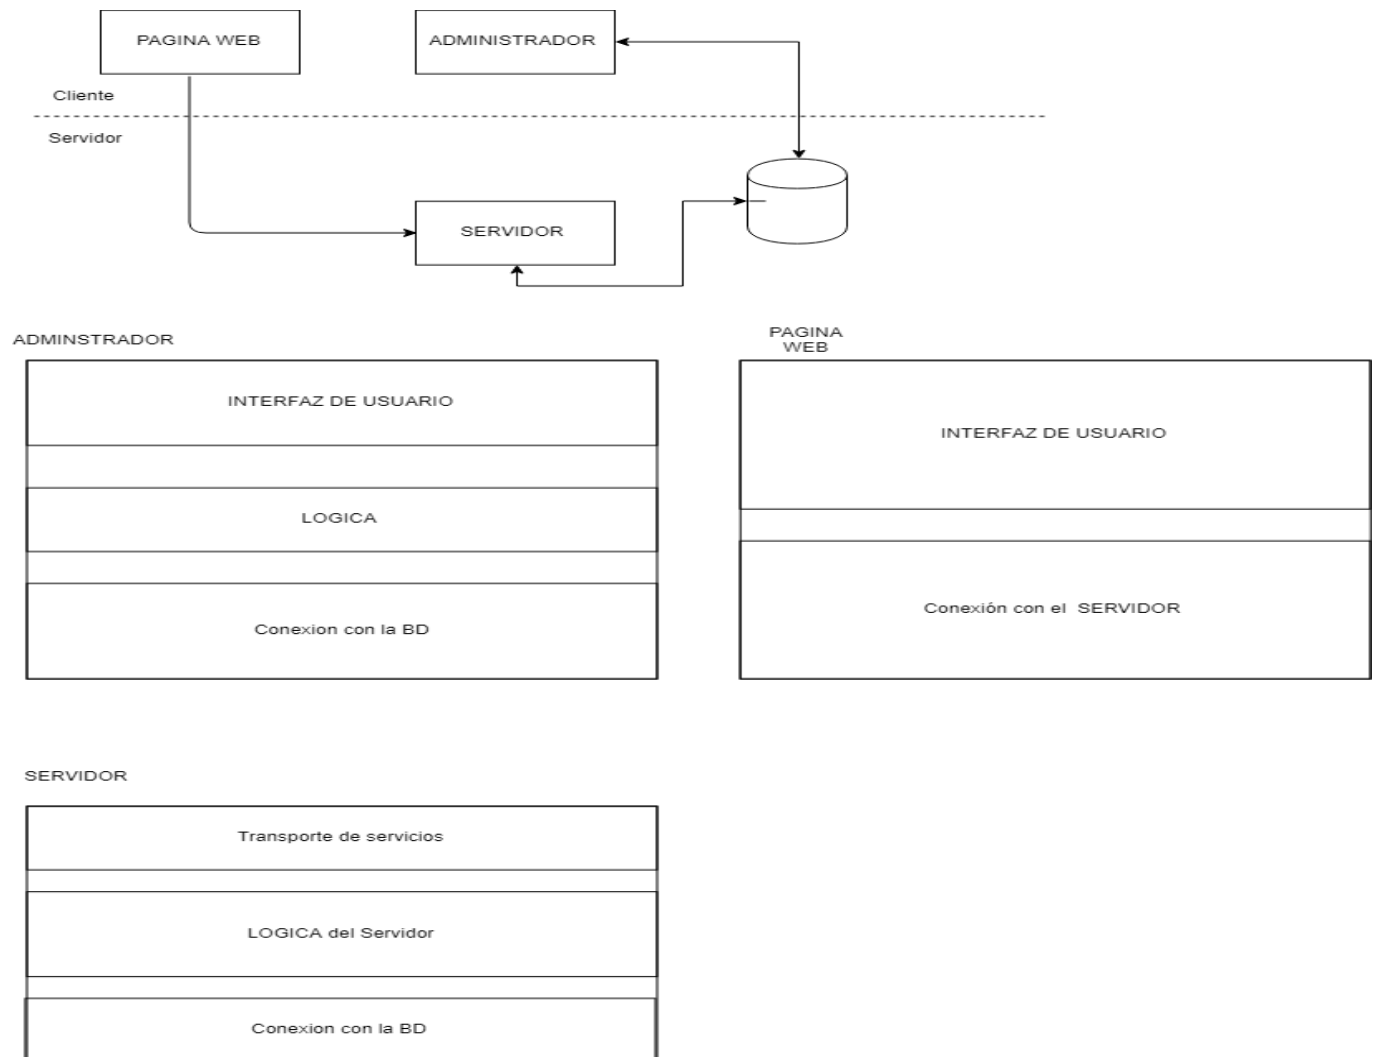 PAGINA WEB
ADMINISTRADOR
Cliente
Servidor
SERVIDOR
ADMINSTRADOR
INTERFAZ DE USUARIO
LOGICA
Conexion con la BD
PAGINA
WEB
INTERFAZ DE USUARIO
Conexión con el SERVIDOR
SERVIDOR
Transporte de servicios
LOGICA del Servidor
Conexion con la BD